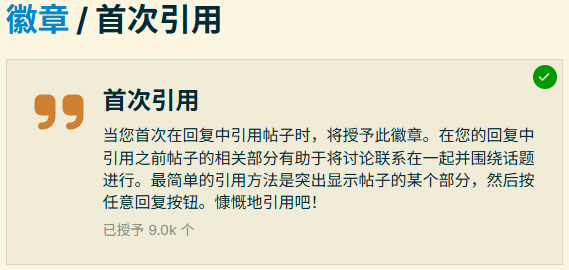 徽章 / 首次引用
首次引用
当您首次在回复中引用帖子时，将授予此徽章。在您的回复中
引用之前帖子的相关部分有助于将讨论联系在一起并围绕话题
进行。最简单的引用方法是突出显示帖子的某个部分，然后按
任意回复按钮。慷慨地引用吧！
已授予 9.0k 个